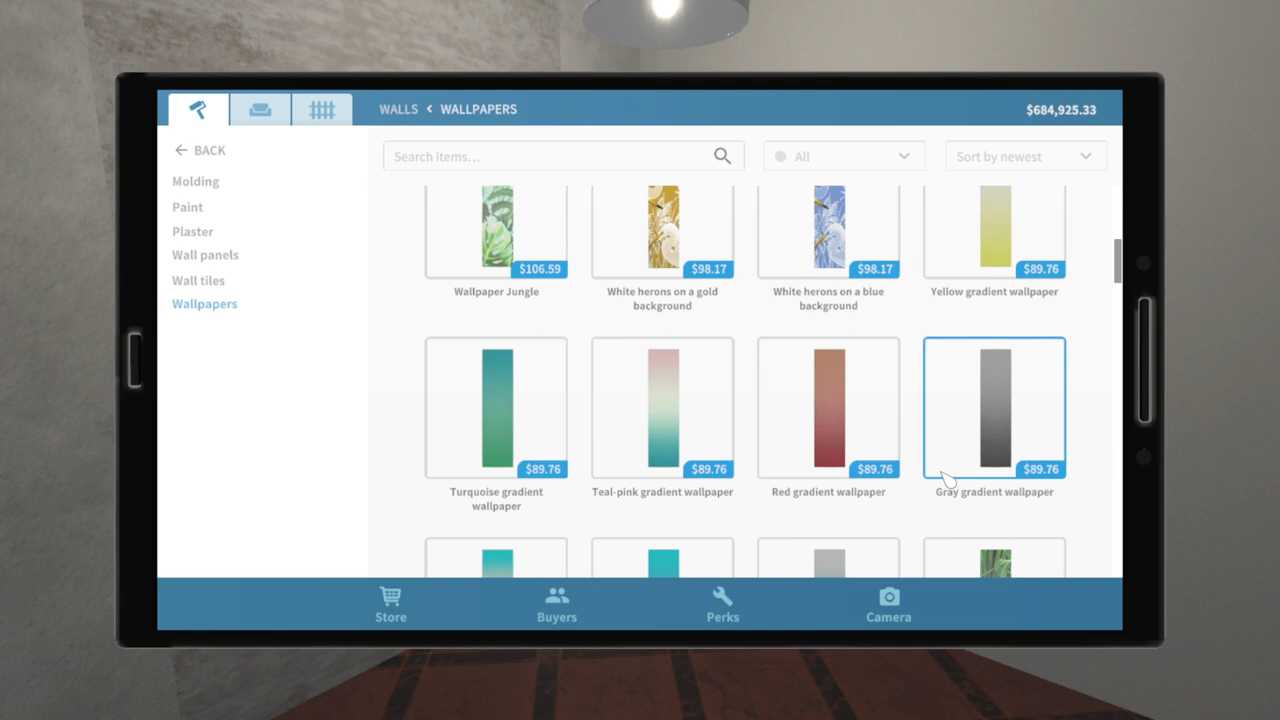 WALLS < WALLPAPERS
$684,925.33
BACK
Molding
Paint
Plaster
Wall panels
Wall tiles
Wallpapers
Search items...
All
Sort by newest
$106.59
$98.17
$98.17
$89.76
Wallpaper Jungle
White herons on a gold
background
White herons on a blue
background
Yellow gradient wallpaper
$89.76
$89.76
$89.76
$89.76
Turquoise gradient
wallpaper
Teal-pink gradient wallpaper
Red gradient wallpaper
Gray gradient wallpaper
Store
Buyers
Perks
Camera